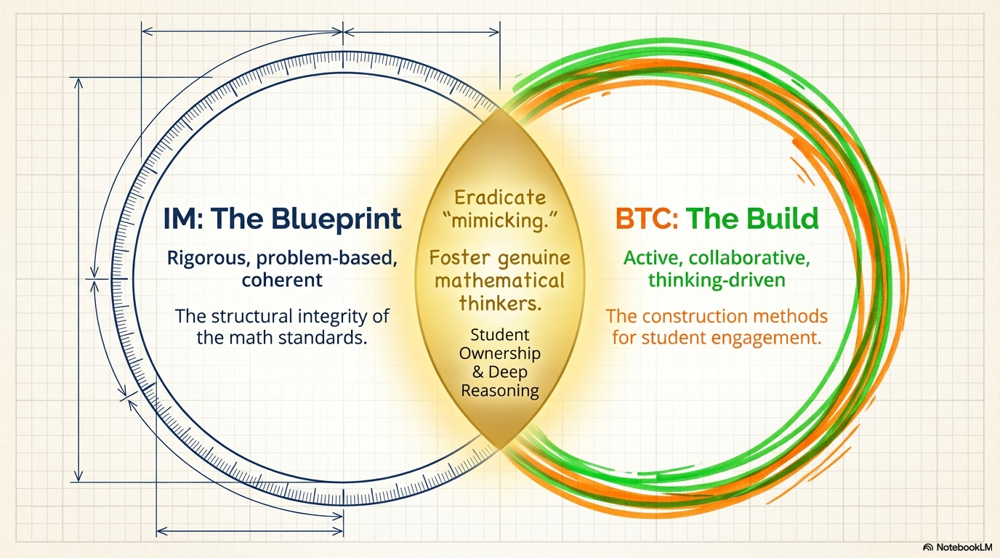 IM: The Blueprint
Rigorous, problem-based,
coherent
The structural integrity of
the math standards.
Eradicate
“mimicking.”
Foster genuine
mathematical
thinkers.
Student
Ownership
& Deep
Reasoning
BTC: The Build
Active, collaborative,
thinking-driven
The construction methods
for student engagement.
NotebookLM